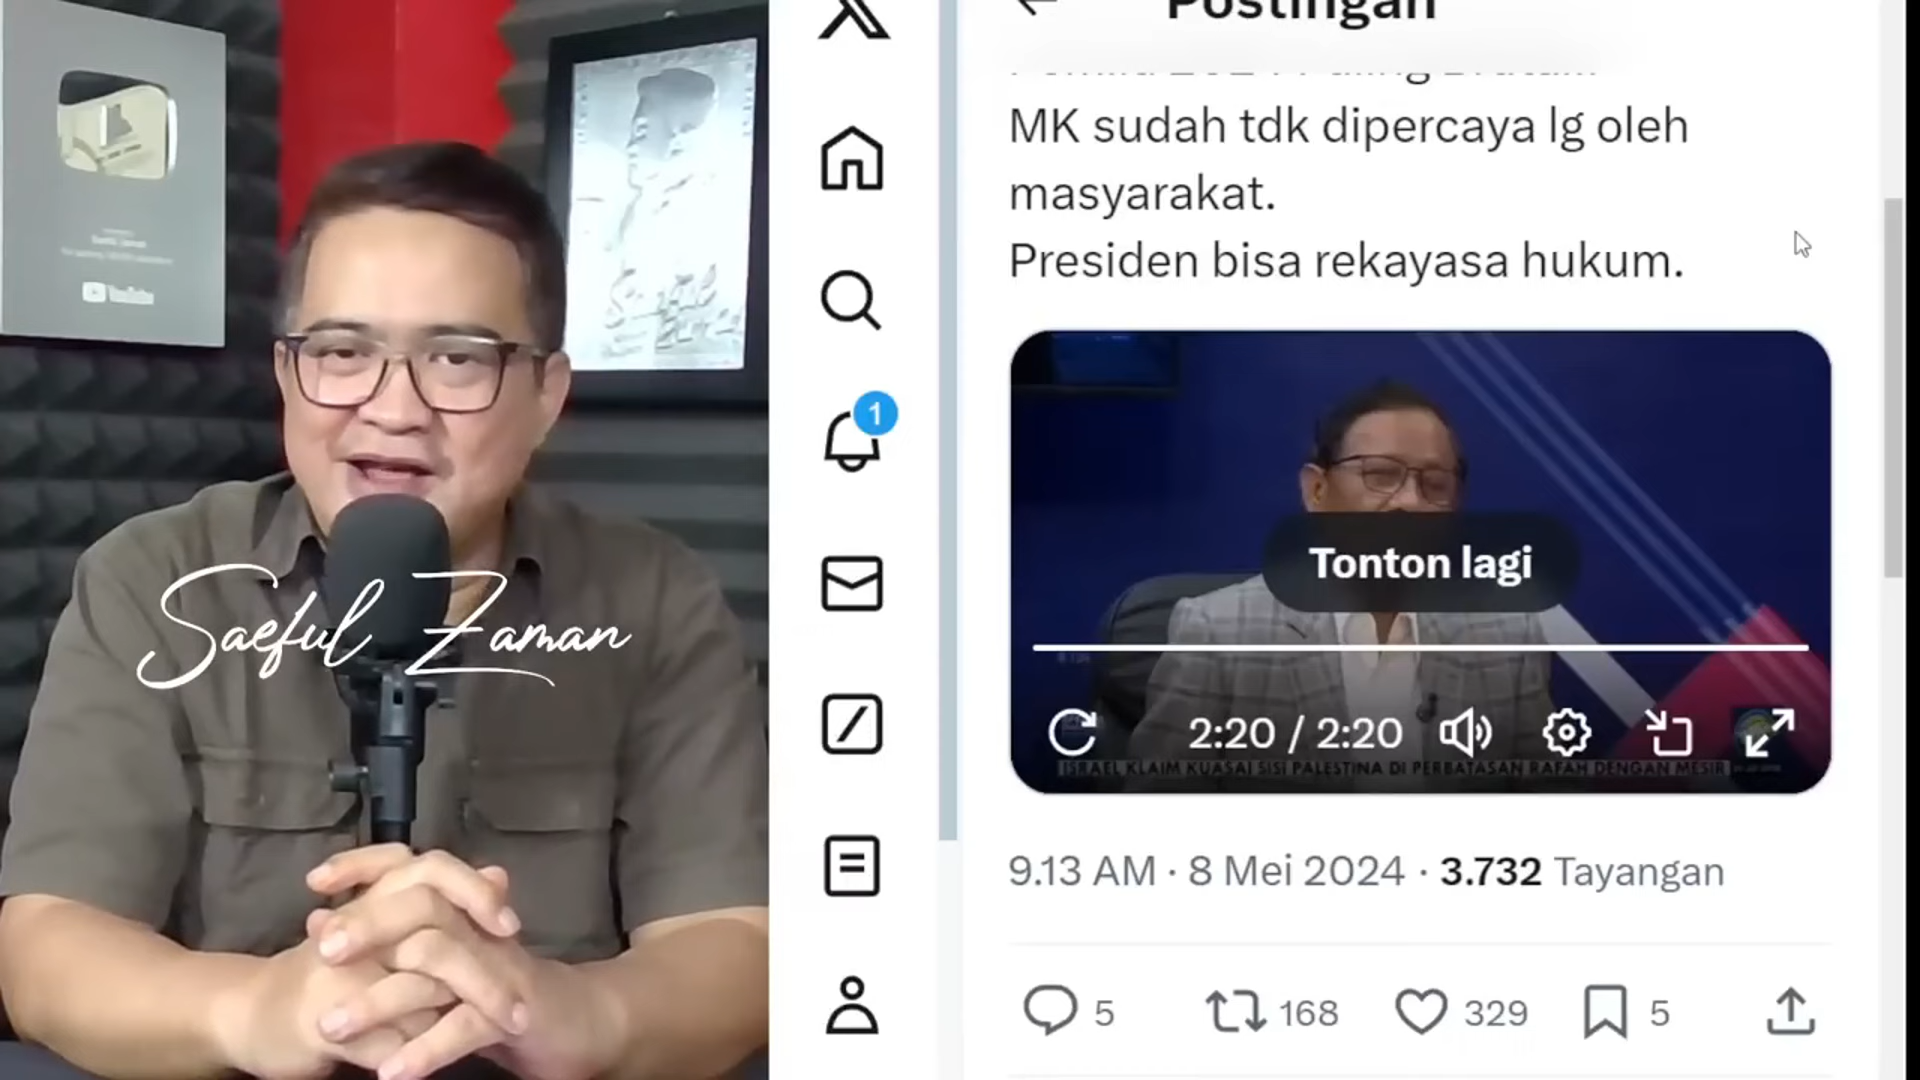 Postingan
MK sudah tdk dipercaya lg oleh
masyarakat.
Presiden bisa rekayasa hukum.
1
Tonton lagi
2:20 / 2:20
ISRAEL KLAIM KUASAI SISI PALESTINA DI PERBATASAN RAFAH DENGAN MESIR
9.13 AM · 8 Mei 2024 · 3.732 Tayangan
5
168
329
5
Saeful Zaman
YouTube